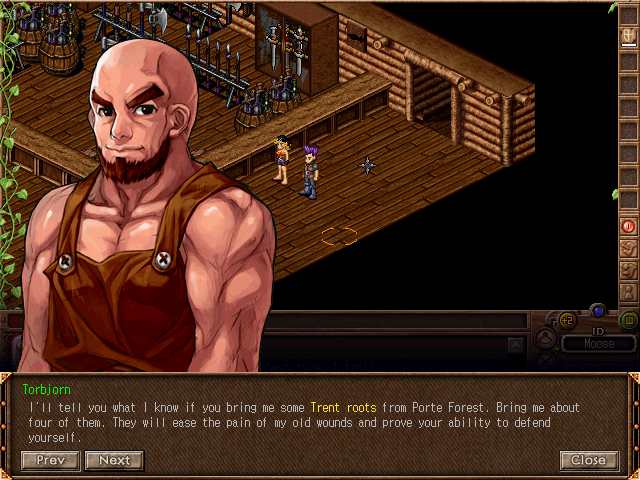 +2
ID
Moose
Torbjorn
I'll tell you what I know if you bring me some Trent roots from Porte Forest. Bring me about
four of them. They will ease the pain of my old wounds and prove your ability to defend
yourself.
Prev Next Close